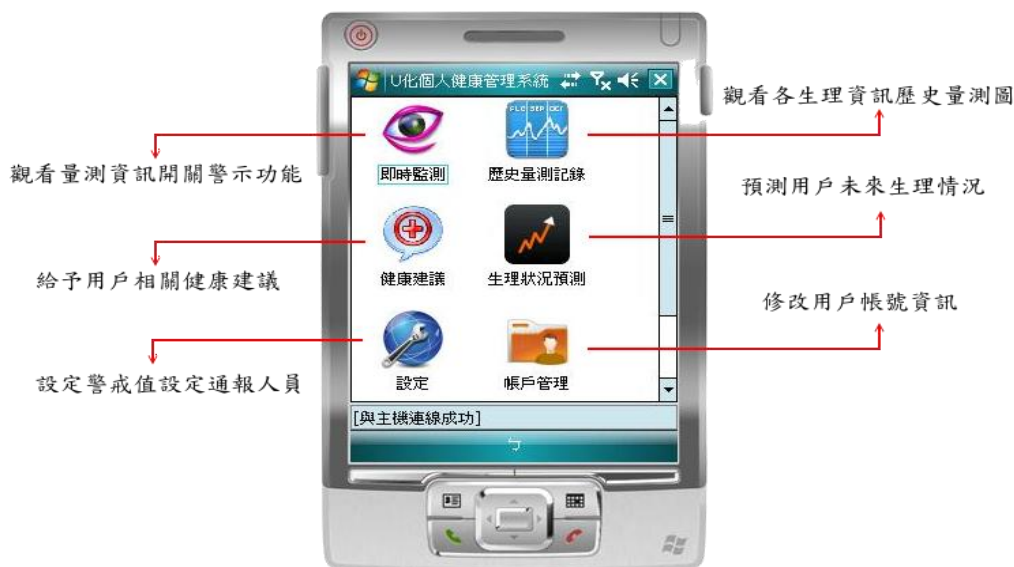 U化個人健康管理系統
觀看各生理資訊歷史量測圖
FLC SEP OCT
觀看量測資訊開關警示功能
即時監測
歷史量測記錄
預測用戶未來生理情況
給予用戶相關健康建議
健康建議
生理狀況預測
修改用戶帳號資訊
設定警戒值設定通報人員
設定
帳戶管理
[與主機連線成功]